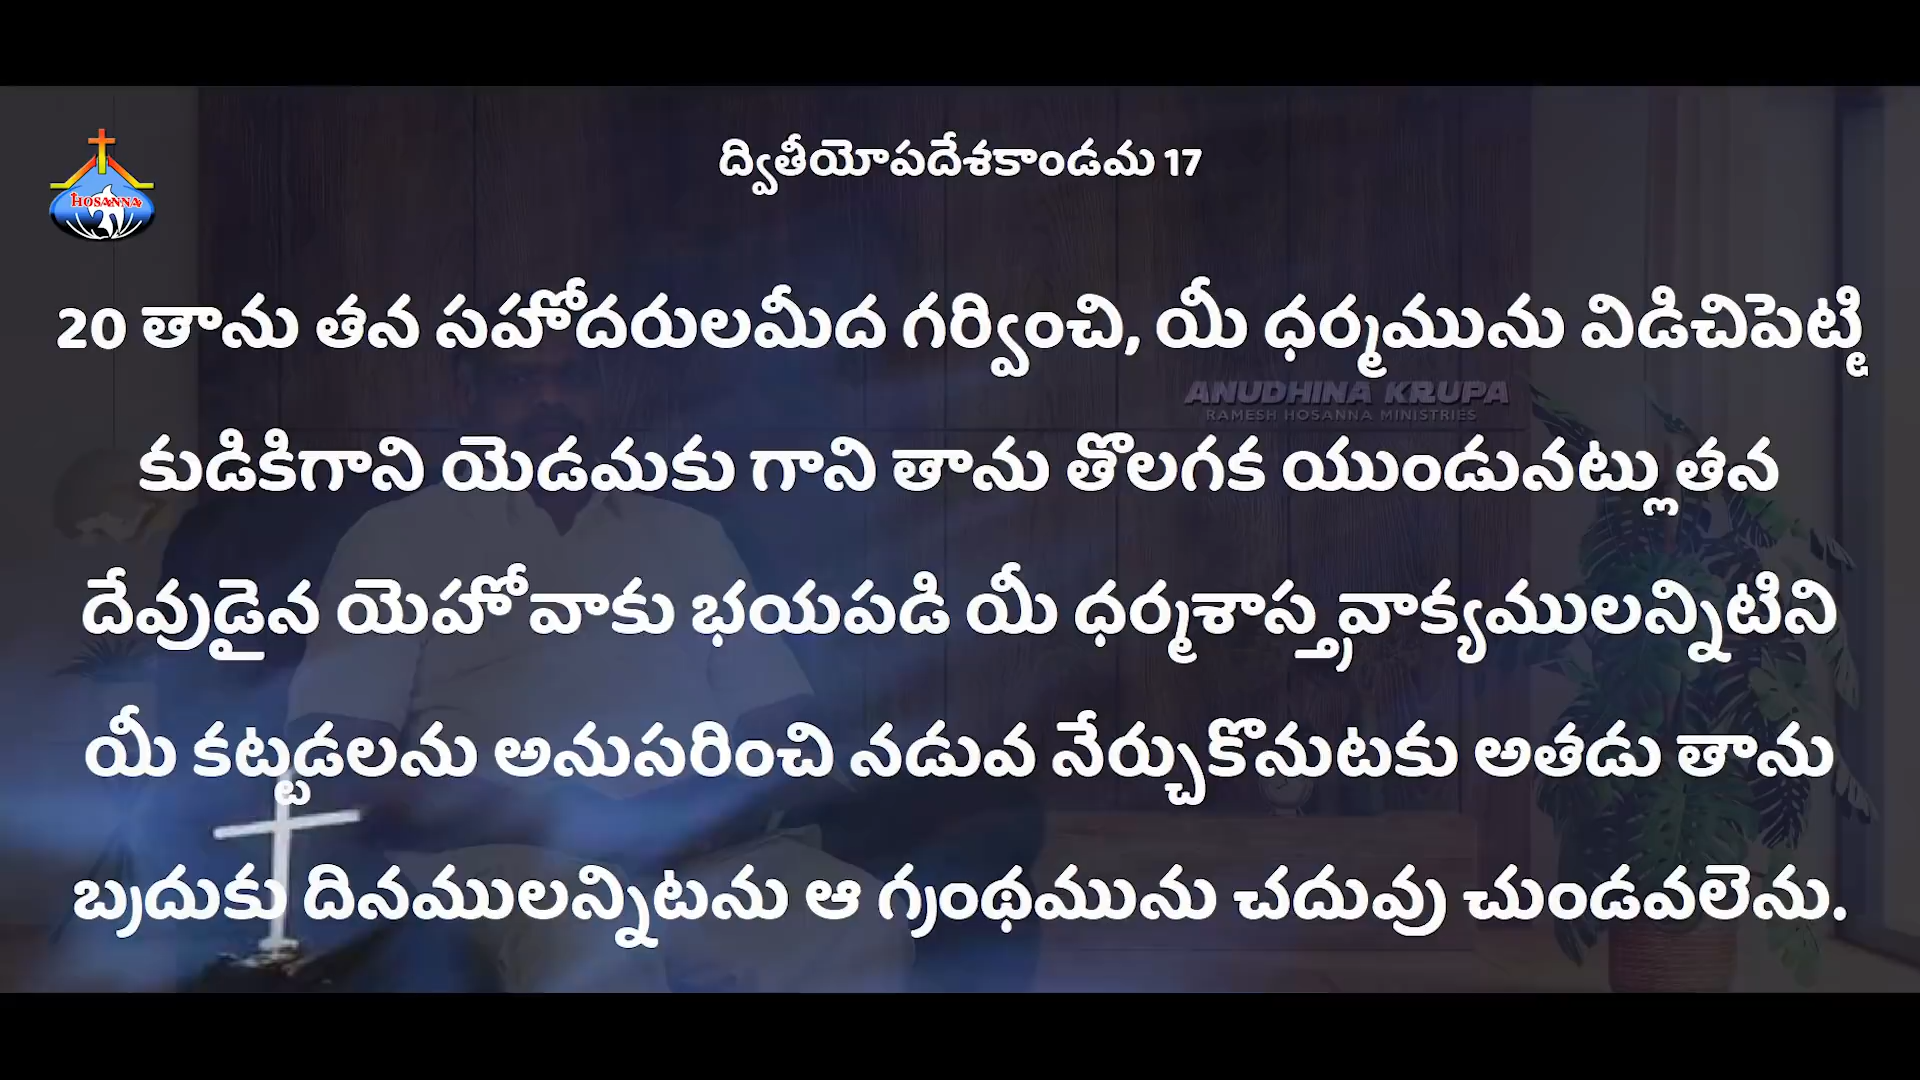 ద్వితీయోపదేశకాండమ 17
HOSANNA
20 తాను తన సహోదరులమీద గర్వించి, యీ ధర్మమును విడిచిపెట్టి
ANUDHINA KRUPA
RAMESH HOSANNA MINISTRIES
కుడికిగాని యెడమకు గాని తాను తొలగక యుండునట్లు తన
దేవుడైన యెహోవాకు భయపడి యీ ధర్మశాస్త్రవాక్యములన్నిటిని
యీ కట్టడలను అనుసరించి నడువ నేర్చుకొనుటకు అతడు తాను
బ్రదుకు దినములన్నిటను ఆ గ్రంథమును చదువు చుండవలెను.